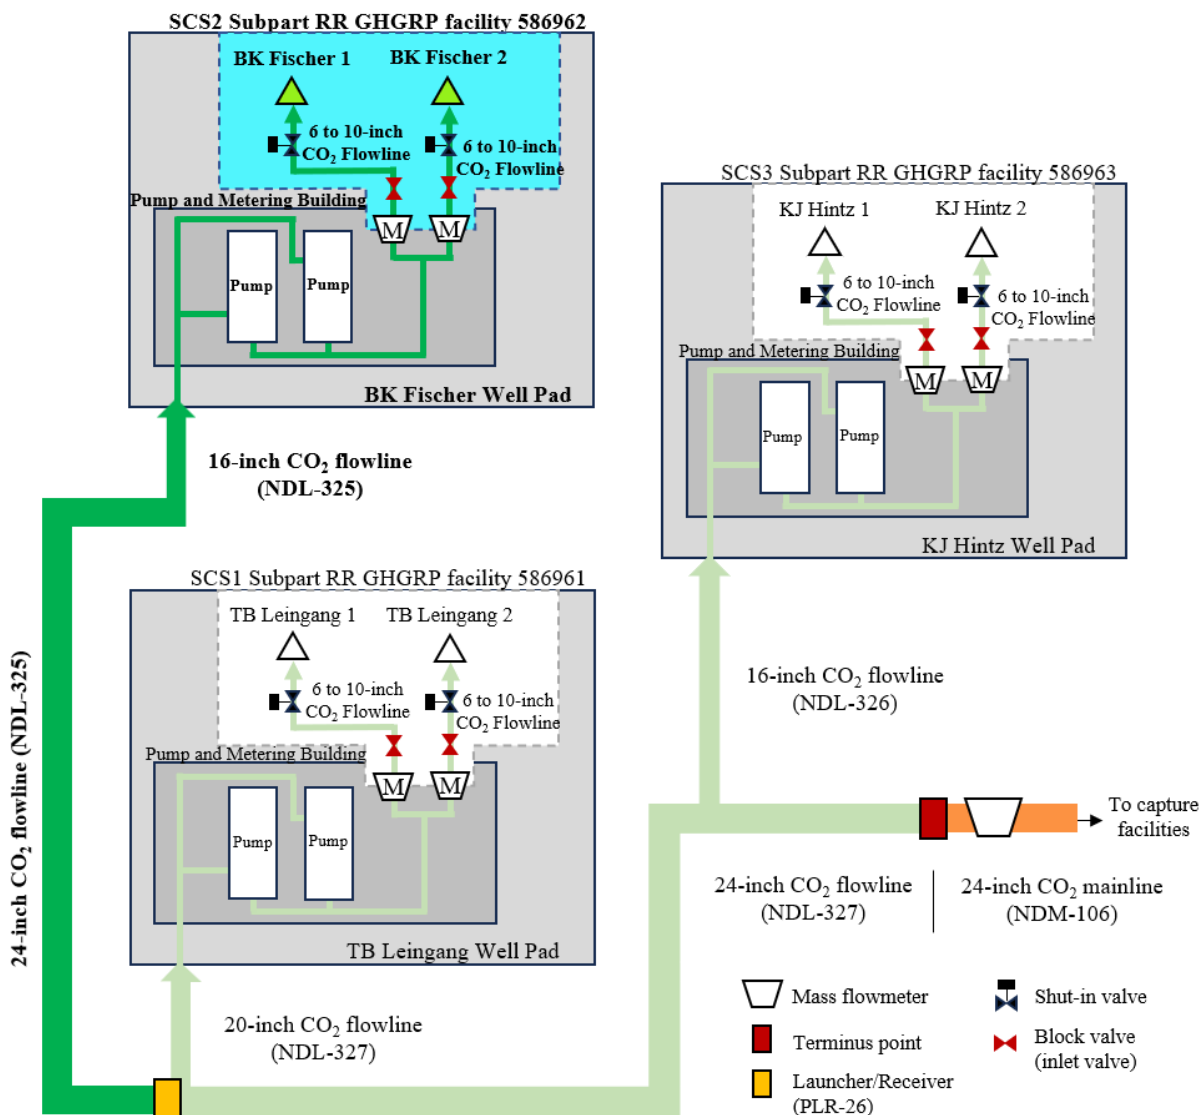 SCS2 Subpart RR GHGRP facility 586962
BK Fischer 1
BK Fischer 2
6 to 10-inch
CO₂ Flowline
6 to 10-inch
CO₂ Flowline
Pump and Metering Building
M
M
Pump
Pump
BK Fischer Well Pad
16-inch CO₂ flowline
(NDL-325)
24-inch CO₂ flowline (NDL-325)
SCS3 Subpart RR GHGRP facility 586963
KJ Hintz 1
KJ Hintz 2
6 to 10-inch
CO₂ Flowline
6 to 10-inch
CO₂ Flowline
Pump and Metering Building
M
M
Pump
Pump
KJ Hintz Well Pad
16-inch CO₂ flowline
(NDL-326)
SCS1 Subpart RR GHGRP facility 586961
TB Leingang 1
TB Leingang 2
6 to 10-inch
CO₂ Flowline
6 to 10-inch
CO₂ Flowline
Pump and Metering Building
M
M
Pump
Pump
TB Leingang Well Pad
20-inch CO₂ flowline
(NDL-327)
To capture
facilities
24-inch CO₂ flowline
(NDL-327)
24-inch CO₂ mainline
(NDM-106)
Mass flowmeter
Terminus point
Launcher/Receiver
(PLR-26)
Shut-in valve
Block valve
(inlet valve)